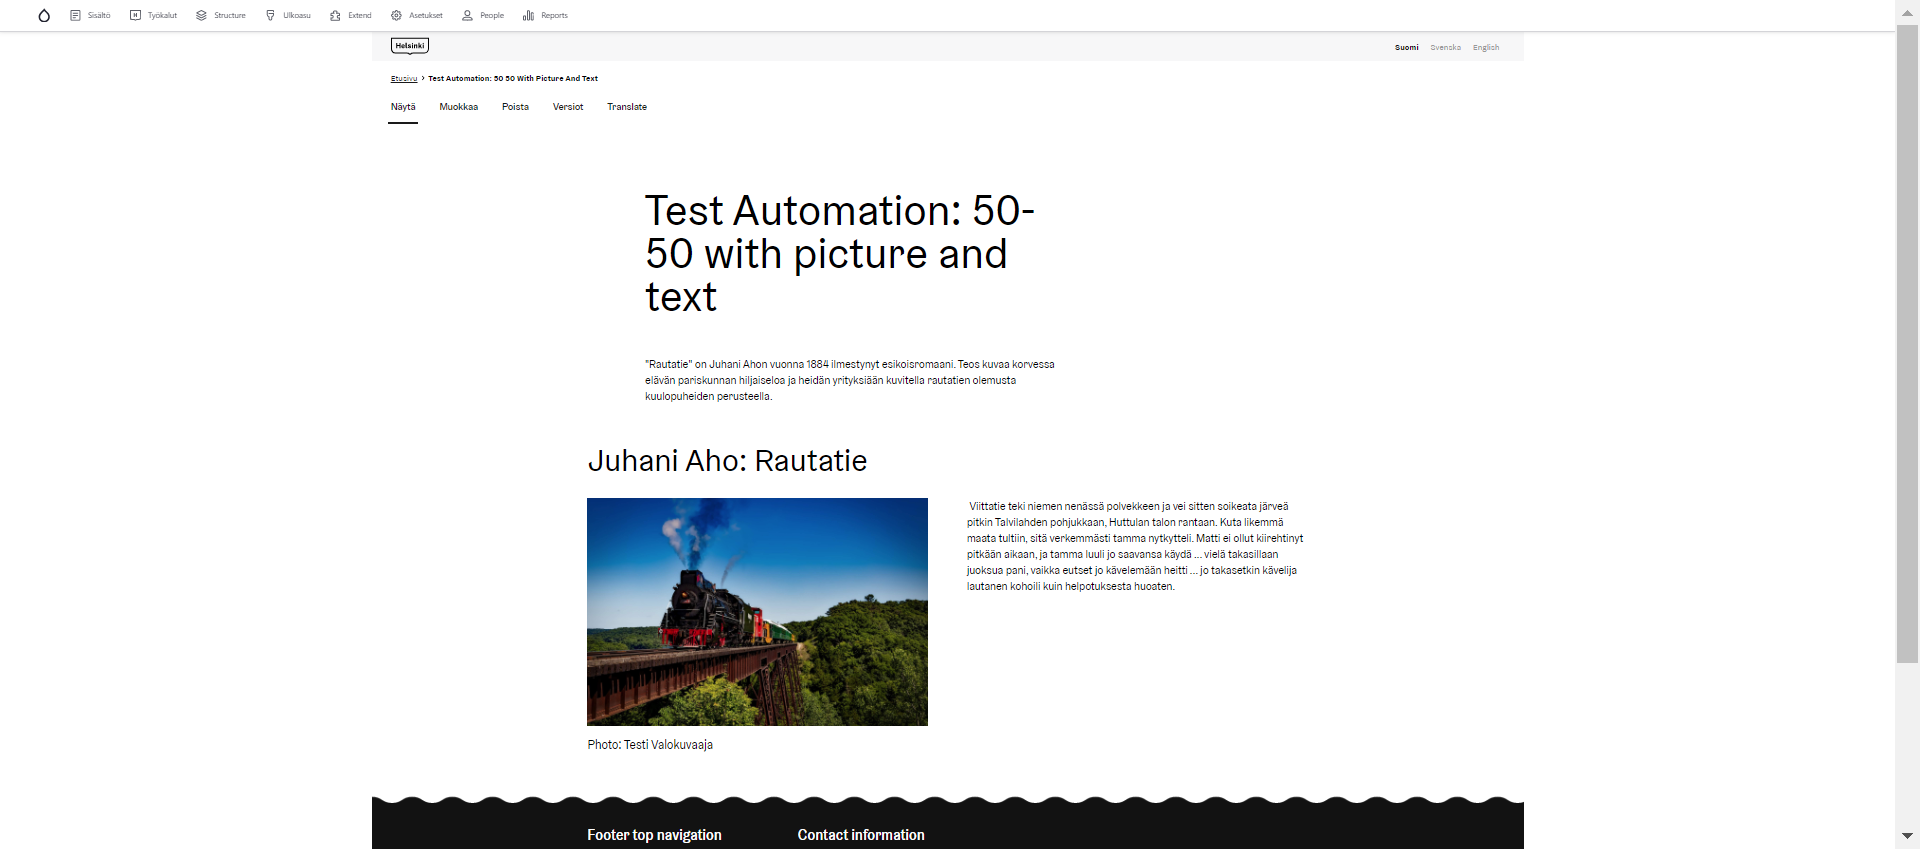 Sisältö Työkalut Structure Ulkoasu Extend Asetukset People Reports
Helsinki
Suomi Svenska English
Etusivu › Test Automation: 50 50 With Picture And Text
Näytä Muokkaa Poista Versiot Translate
Test Automation: 50-
50 with picture and
text
"Rautatie" on Juhani Ahon vuonna 1884 ilmestynyt esikoisromaani. Teos kuvaa korvessa
elävän pariskunnan hiljaiseloa ja heidän yrityksiään kuvitella rautatien olemusta
kuulopuheiden perusteella.
Juhani Aho: Rautatie
Viittatie teki niemen nenässä polvekkeen ja vei sitten soikeata järveä
pitkin Talvilahden pohjukkaan, Huttulan talon rantaan. Kuta likemmä
maata tultiin, sitä verkemmästi tamma nytkytteli. Matti ei ollut kiirehtinyt
pitkään aikaan, ja tamma luuli jo saavansa käydä ... vielä takasillaan
juoksua pani, vaikka eutset jo kävelemään heitti ... jo takasetkin kävelijä
lautanen kohoili kuin helpotuksesta huoaten.
Photo: Testi Valokuvaaja
Footer top navigation Contact information